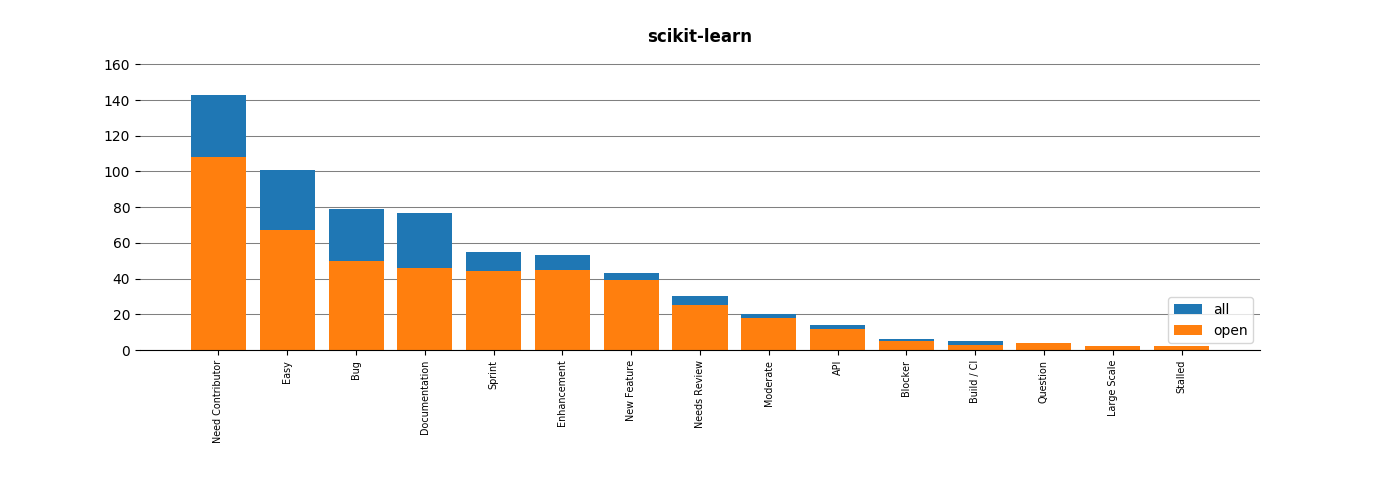 scikit-learn
160
140
120
100
80
60
40
20
0
all
open
Need Contributor
Easy
Bug
Documentation
Sprint
Enhancement
New Feature
Needs Review
Moderate
API
Blocker
Build / CI
Question
Large Scale
Stalled